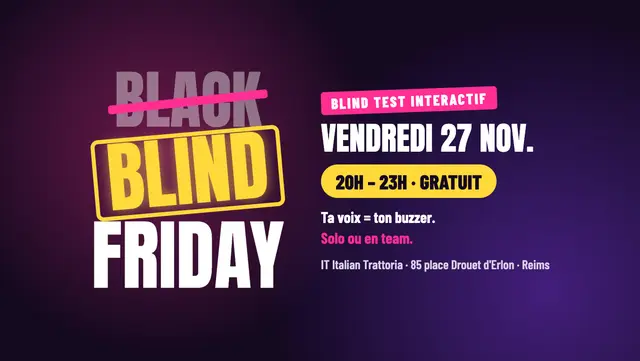 BLACK
BLIND
FRIDAY
BLIND TEST INTERACTIF
VENDREDI 27 NOV.
20H – 23H · GRATUIT
Ta voix = ton buzzer.
Solo ou en team.
IT Italian Trattoria · 85 place Drouet d'Erlon · Reims